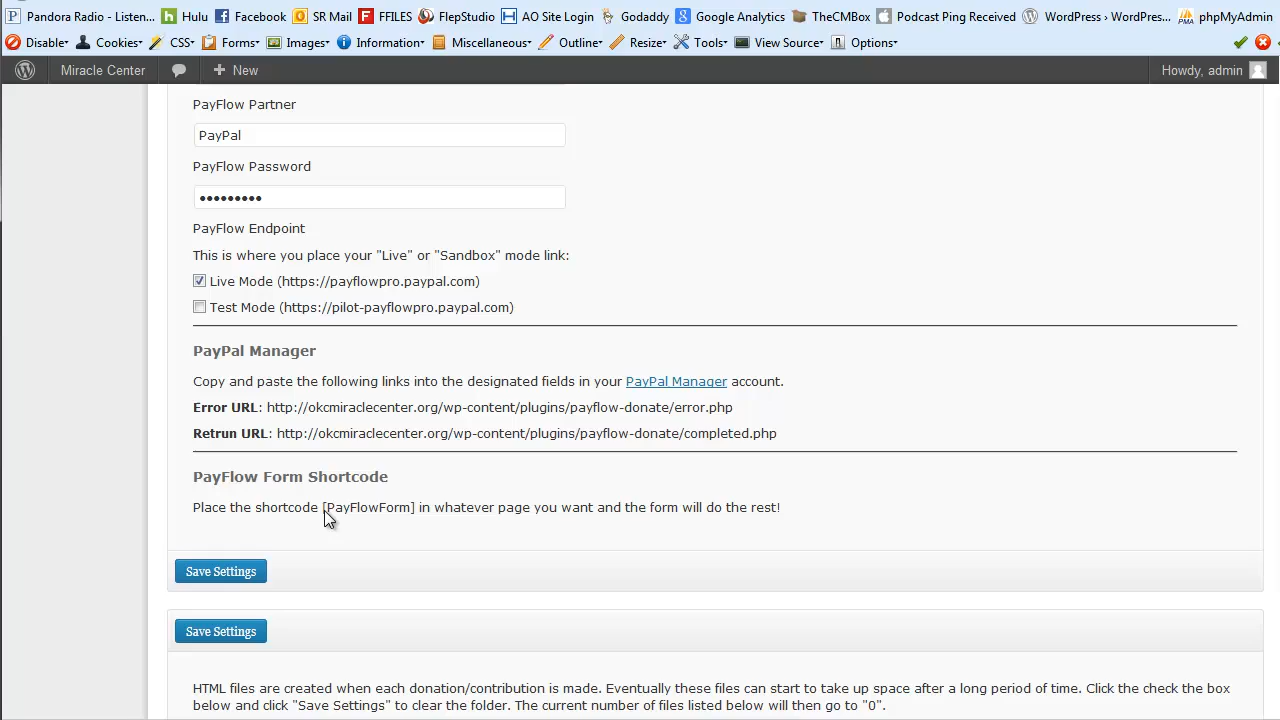 Pandora Radio - Listen... Hulu Facebook SR Mail FFILES BlepStudio AO Site Login Godaddy Google Analytics TheCMBiz Podcast Ping Received WordPress › WordPr... phpMyAdmin
Disable Cookies CSS Forms Images Information Miscellaneous Outline Resize Tools View Source Options
Miracle Center New Howdy, admin
PayFlow Partner
PayPal
PayFlow Password
•••••••••
PayFlow Endpoint
This is where you place your "Live" or "Sandbox" mode link:
Live Mode (https://payflowpro.paypal.com)
Test Mode (https://pilot-payflowpro.paypal.com)
PayPal Manager
Copy and paste the following links into the designated fields in your PayPal Manager account.
Error URL: http://okcmiraclecenter.org/wp-content/plugins/payflow-donate/error.php
Retrun URL: http://okcmiraclecenter.org/wp-content/plugins/payflow-donate/completed.php
PayFlow Form Shortcode
Place the shortcode [PayFlowForm] in whatever page you want and the form will do the rest!
Save Settings
Save Settings
HTML files are created when each donation/contribution is made. Eventually these files can start to take up space after a long period of time. Click the check the box
below and click "Save Settings" to clear the folder. The current number of files listed below will then go to "0".